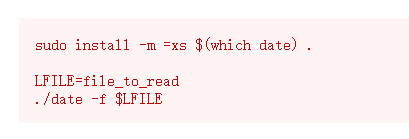 sudo install -m =xs $(which date) .
LFILE=file_to_read
./date -f $LFILE